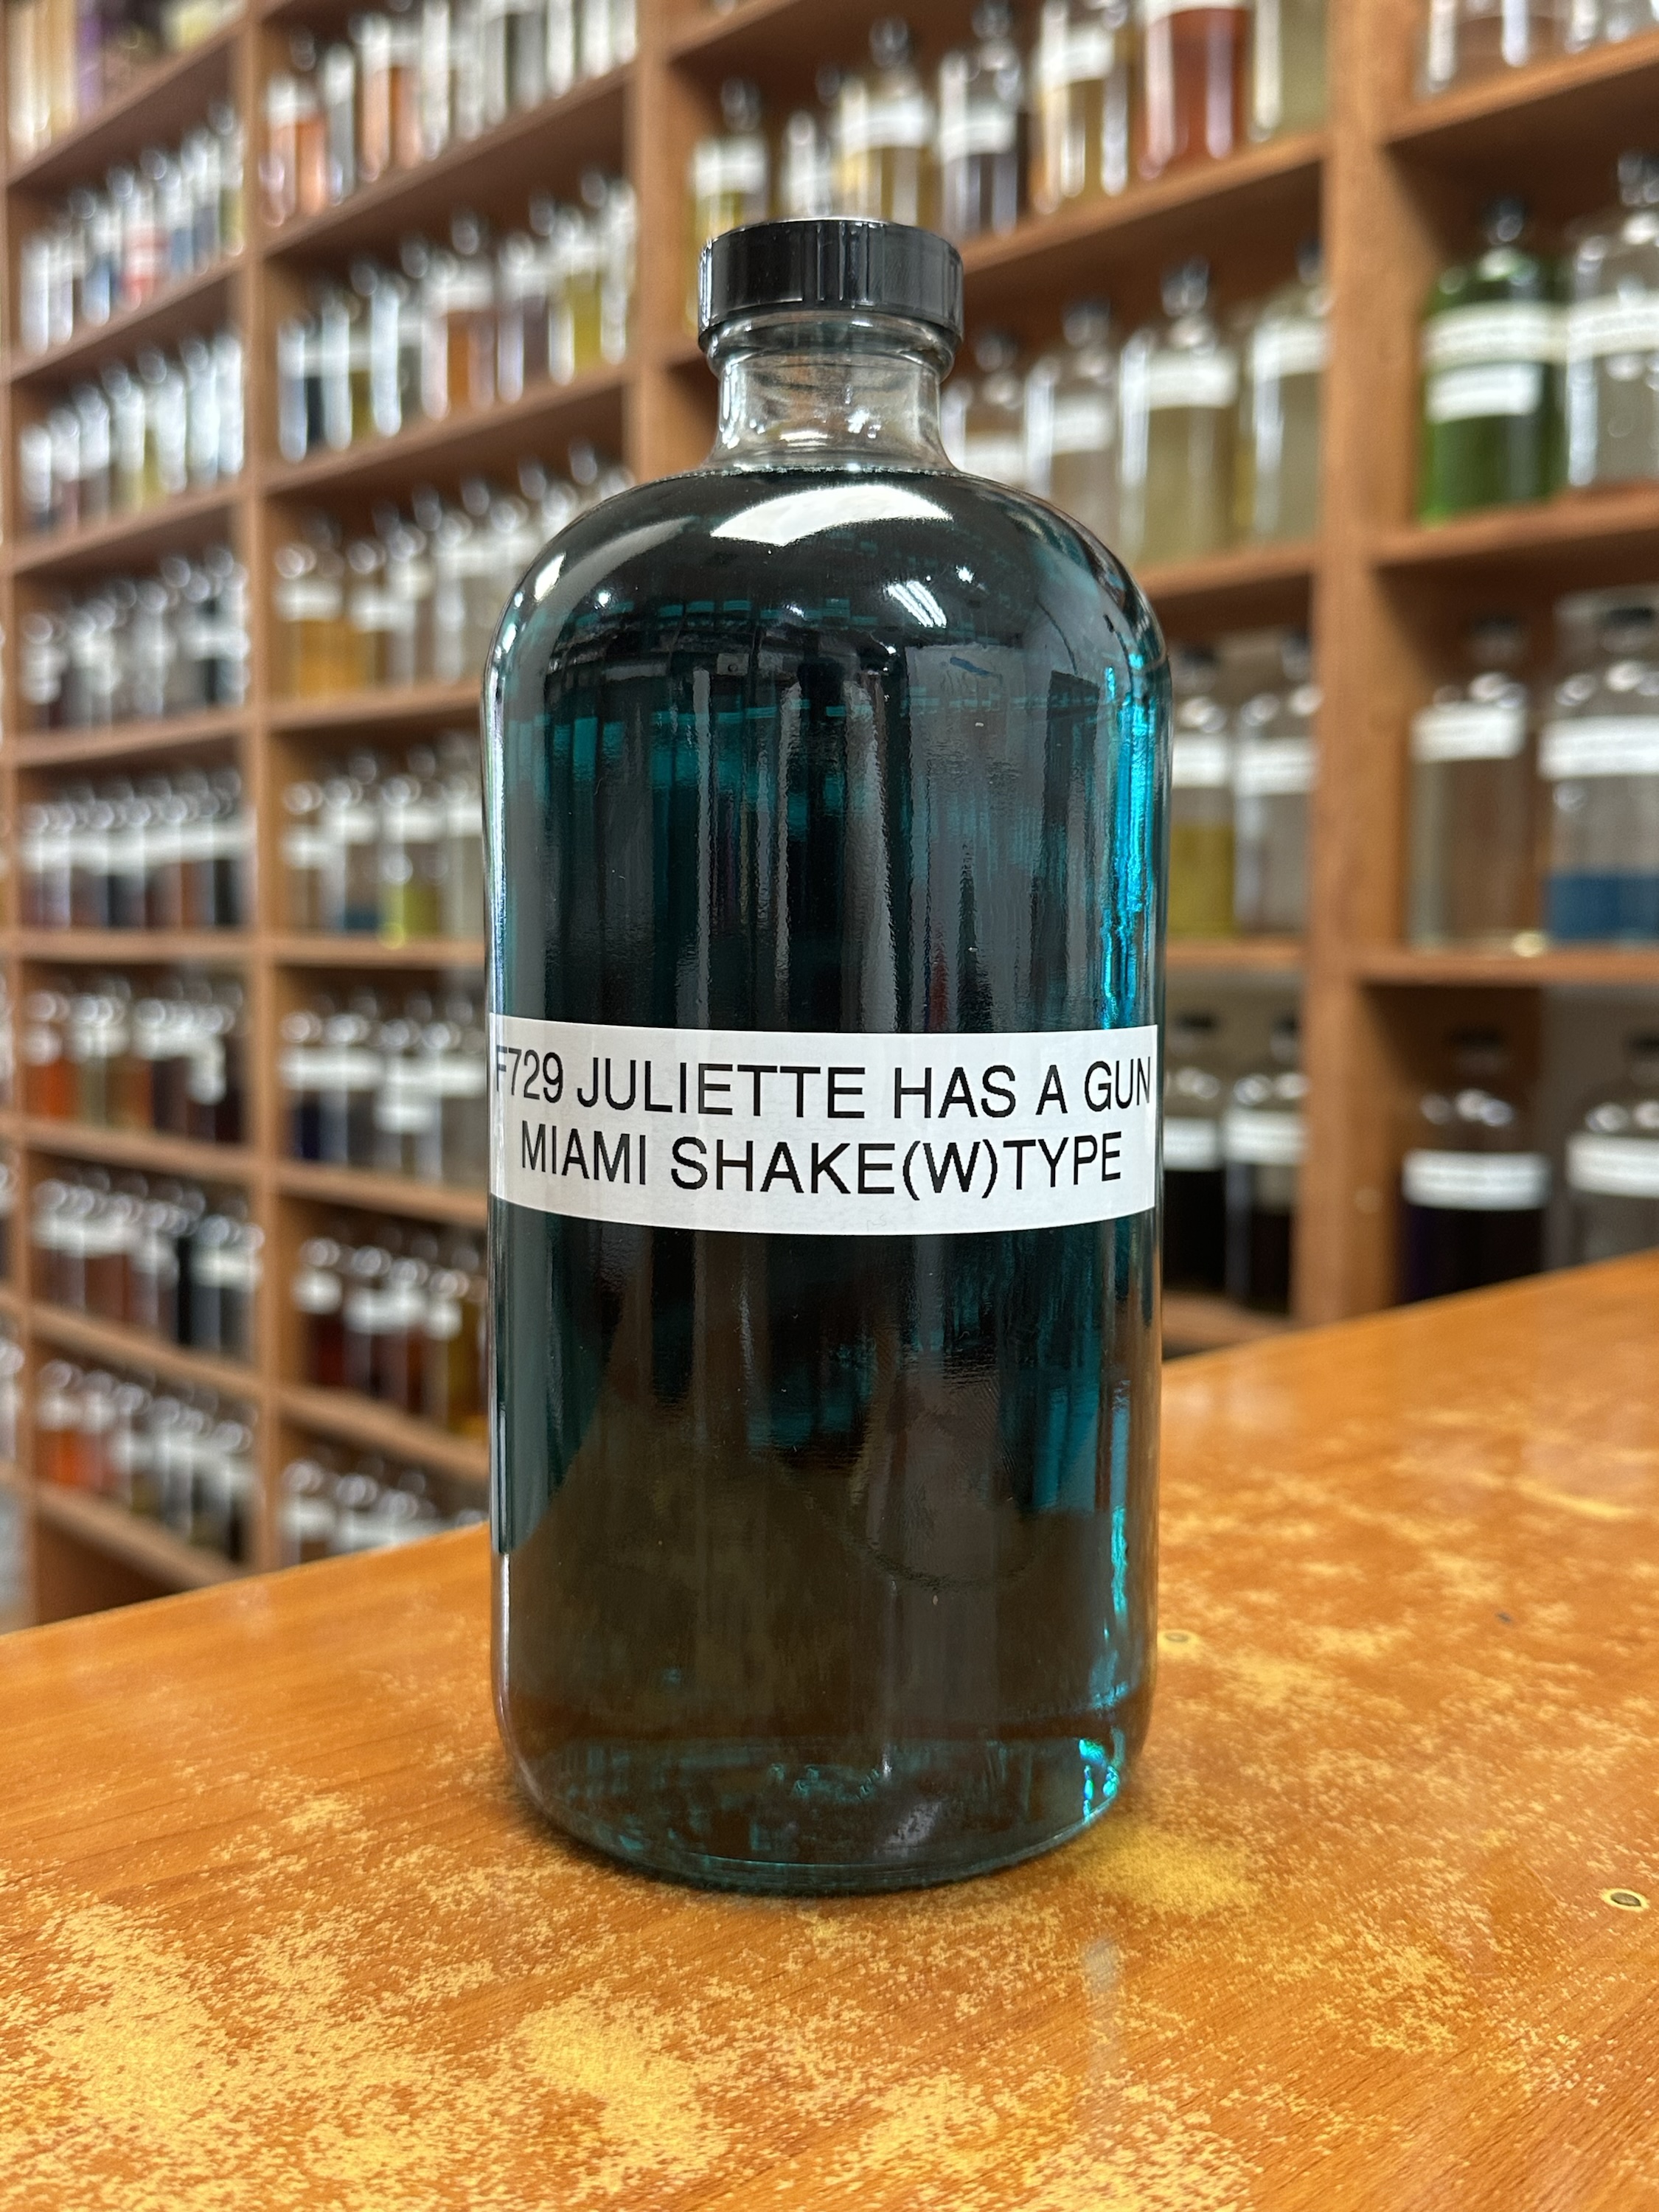 F729 JULIETTE HAS A GUN
MIAMI SHAKE(W)TYPE